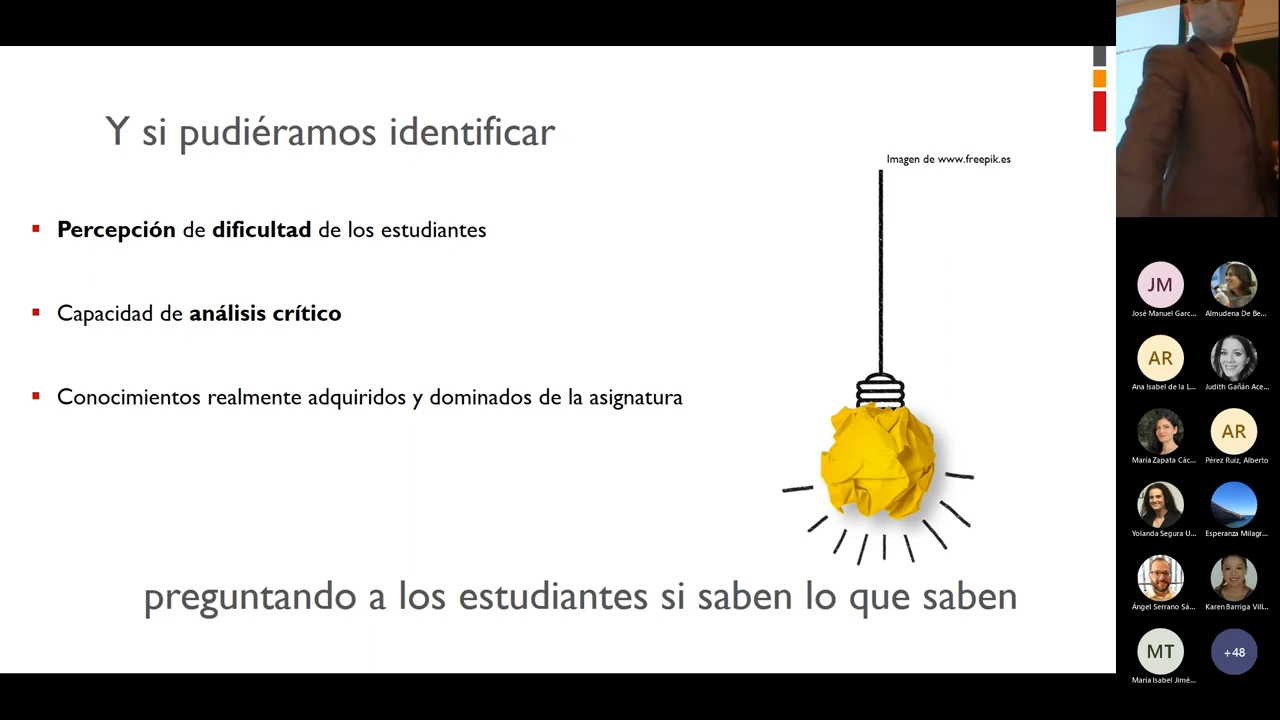 Y si pudiéramos identificar
Imagen de www.freepik.es
Percepción de dificultad de los estudiantes
Capacidad de análisis crítico
Conocimientos realmente adquiridos y dominados de la asignatura
preguntando a los estudiantes si saben lo que saben
JM
José Manuel Garc...
Almudena De Be...
AR
Ana Isabel de la L...
Judith Gañán Ace...
María Zapata Các...
AR
Pérez Ruiz, Alberto
Yolanda Segura U...
Esperanza Milagr...
Ángel Serrano Sá...
Karen Barriga Vill...
MT
Maria Isabel Jimé...
+48